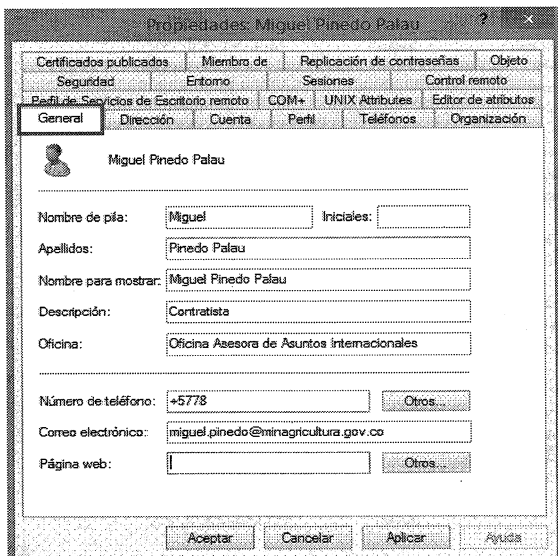 Propiedades: Miguel Pinedo Palau ? ×
Certificados publicados Miembro de Replicación de contraseñas Objeto
Seguridad Entorno Sesiones Control remoto
Perfil de Servicios de Escritorio remoto COM+ UNIX Attributes Editor de atributos
General Dirección Cuenta Perfil Teléfonos Organización
Miguel Pinedo Palau
Nombre de pila: Miguel Iniciales:
Apellidos: Pinedo Palau
Nombre para mostrar: Miguel Pinedo Palau
Descripción: Contratista
Oficina: Oficina Asesora de Asuntos Internacionales
Número de teléfono: +5778 Otros...
Correo electrónico: miguel.pinedo@minagricultura.gov.co
Página web: Otros...
Aceptar Cancelar Aplicar Ayuda